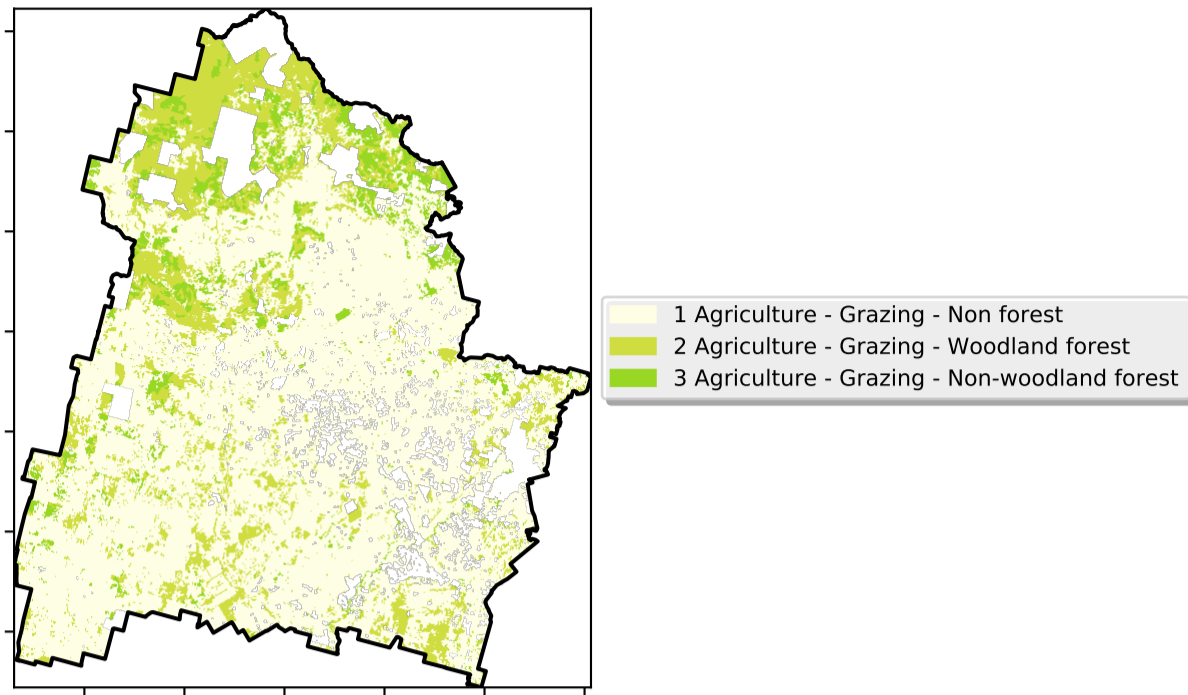 1 Agriculture - Grazing - Non forest
2 Agriculture - Grazing - Woodland forest
3 Agriculture - Grazing - Non-woodland forest